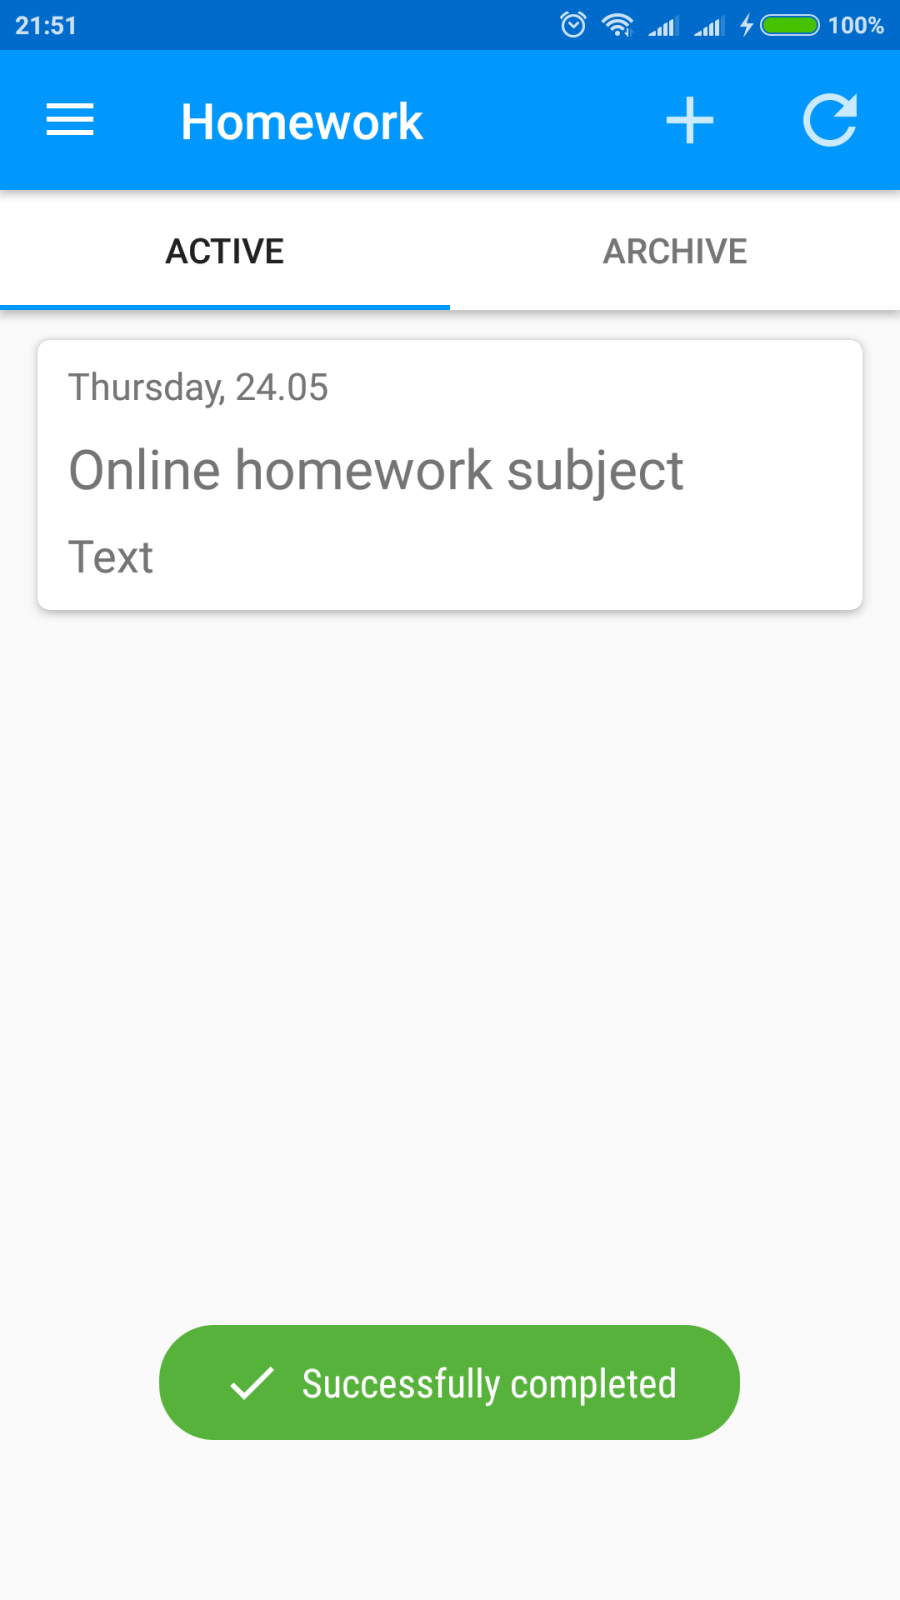 21:51 100%
Homework
ACTIVE ARCHIVE
Thursday, 24.05
Online homework subject
Text
Successfully completed